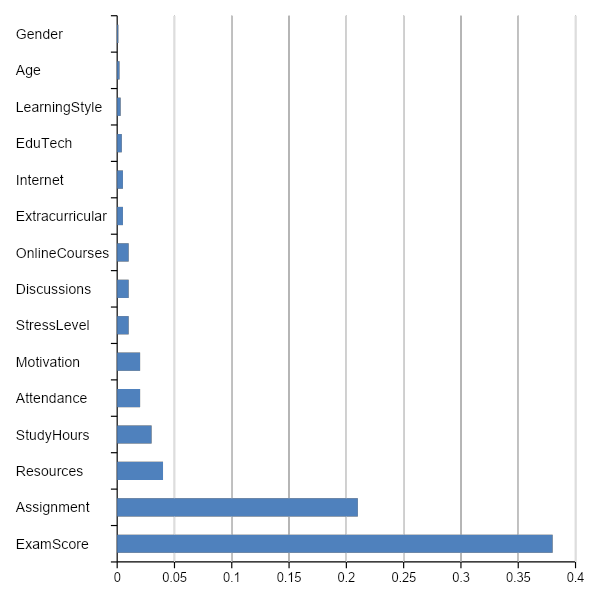 Gender
Age
LearningStyle
EduTech
Internet
Extracurricular
OnlineCourses
Discussions
StressLevel
Motivation
Attendance
StudyHours
Resources
Assignment
ExamScore
0 0.05 0.1 0.15 0.2 0.25 0.3 0.35 0.4